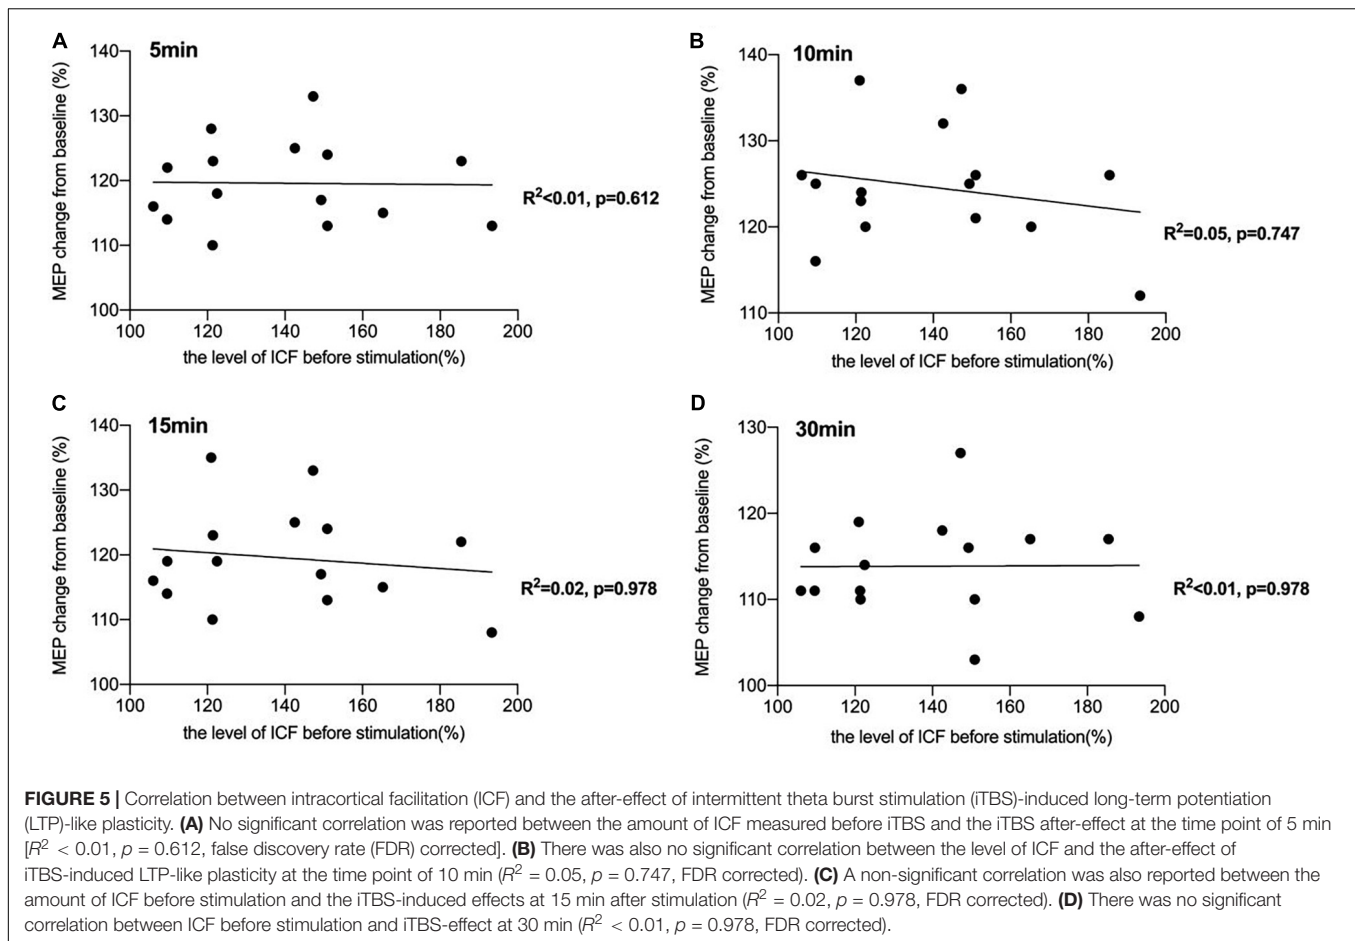 A
5min
MEP change from baseline (%)
140
130
120
110
100
100 120 140 160 180 200
the level of ICF before stimulation(%)
R²<0.01, p=0.612
B
10min
MEP change from baseline (%)
140
130
120
110
100 120 140 160 180 200
the level of ICF before stimulation(%)
R²=0.05, p=0.747
C
15min
MEP change from baseline (%)
140
130
120
110
100
100 120 140 160 180 200
the level of ICF before stimulation(%)
R²=0.02, p=0.978
D
30min
MEP change from baseline (%)
130
120
110
100
100 120 140 160 180 200
the level of ICF before stimulation(%)
R²<0.01, p=0.978
FIGURE 5 | Correlation between intracortical facilitation (ICF) and the after-effect of intermittent theta burst stimulation (iTBS)-induced long-term potentiation
(LTP)-like plasticity. (A) No significant correlation was reported between the amount of ICF measured before iTBS and the iTBS after-effect at the time point of 5 min
[R² < 0.01, p = 0.612, false discovery rate (FDR) corrected]. (B) There was also no significant correlation between the level of ICF and the after-effect of
iTBS-induced LTP-like plasticity at the time point of 10 min (R² = 0.05, p = 0.747, FDR corrected). (C) A non-significant correlation was also reported between the
amount of ICF before stimulation and the iTBS-induced effects at 15 min after stimulation (R² = 0.02, p = 0.978, FDR corrected). (D) There was no significant
correlation between ICF before stimulation and iTBS-effect at 30 min (R² < 0.01, p = 0.978, FDR corrected).